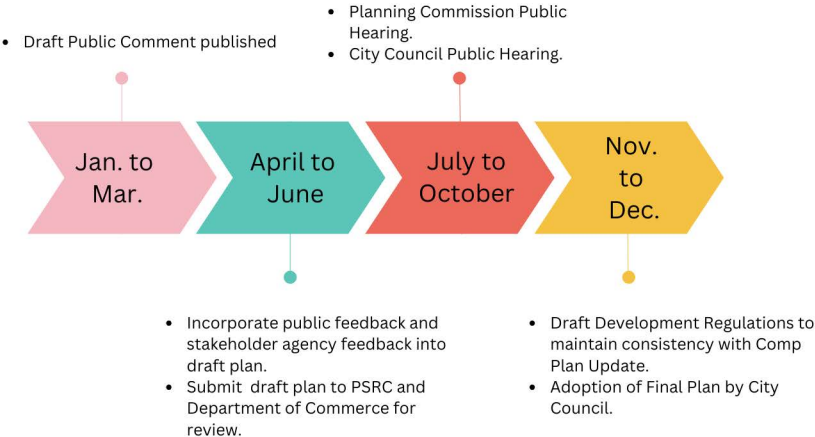 • Draft Public Comment published
• Planning Commission Public
Hearing.
• City Council Public Hearing.
Jan. to
Mar.
April to
June
July to
October
Nov.
to
Dec.
• Incorporate public feedback and
stakeholder agency feedback into
draft plan.
• Submit  draft plan to PSRC and
Department of Commerce for
review.
• Draft Development Regulations to
maintain consistency with Comp
Plan Update.
• Adoption of Final Plan by City
Council.